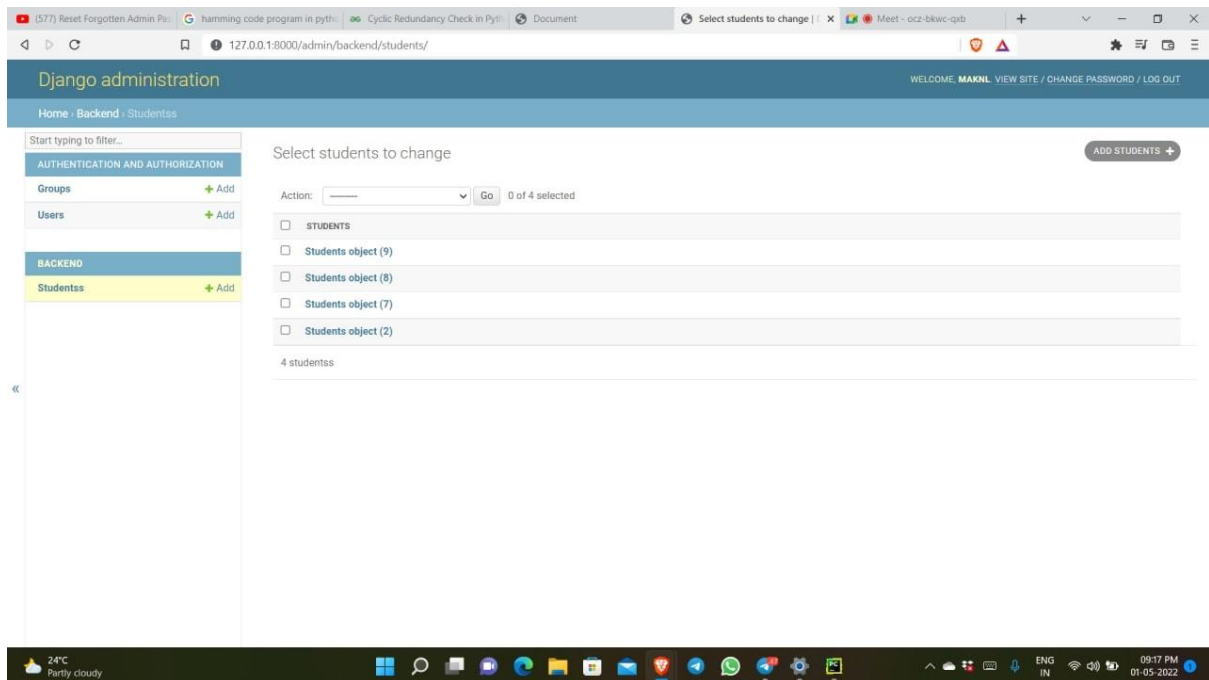 (577) Reset Forgotten Admin Pas
hamming code program in pytho
Cyclic Redundancy Check in Pyth
Document
Select students to change |
Meet - ocz-bkwc-qxb
127.0.0.1:8000/admin/backend/students/
Django administration
WELCOME, MAKNL. VIEW SITE / CHANGE PASSWORD / LOG OUT
Home › Backend › Studentss
Start typing to filter...
AUTHENTICATION AND AUTHORIZATION
Groups + Add
Users + Add
BACKEND
Studentss + Add
Select students to change
ADD STUDENTS +
Action: --------- Go 0 of 4 selected
STUDENTS
Students object (9)
Students object (8)
Students object (7)
Students object (2)
4 studentss
«
24°C
Partly cloudy
ENG
IN
09:17 PM
01-05-2022